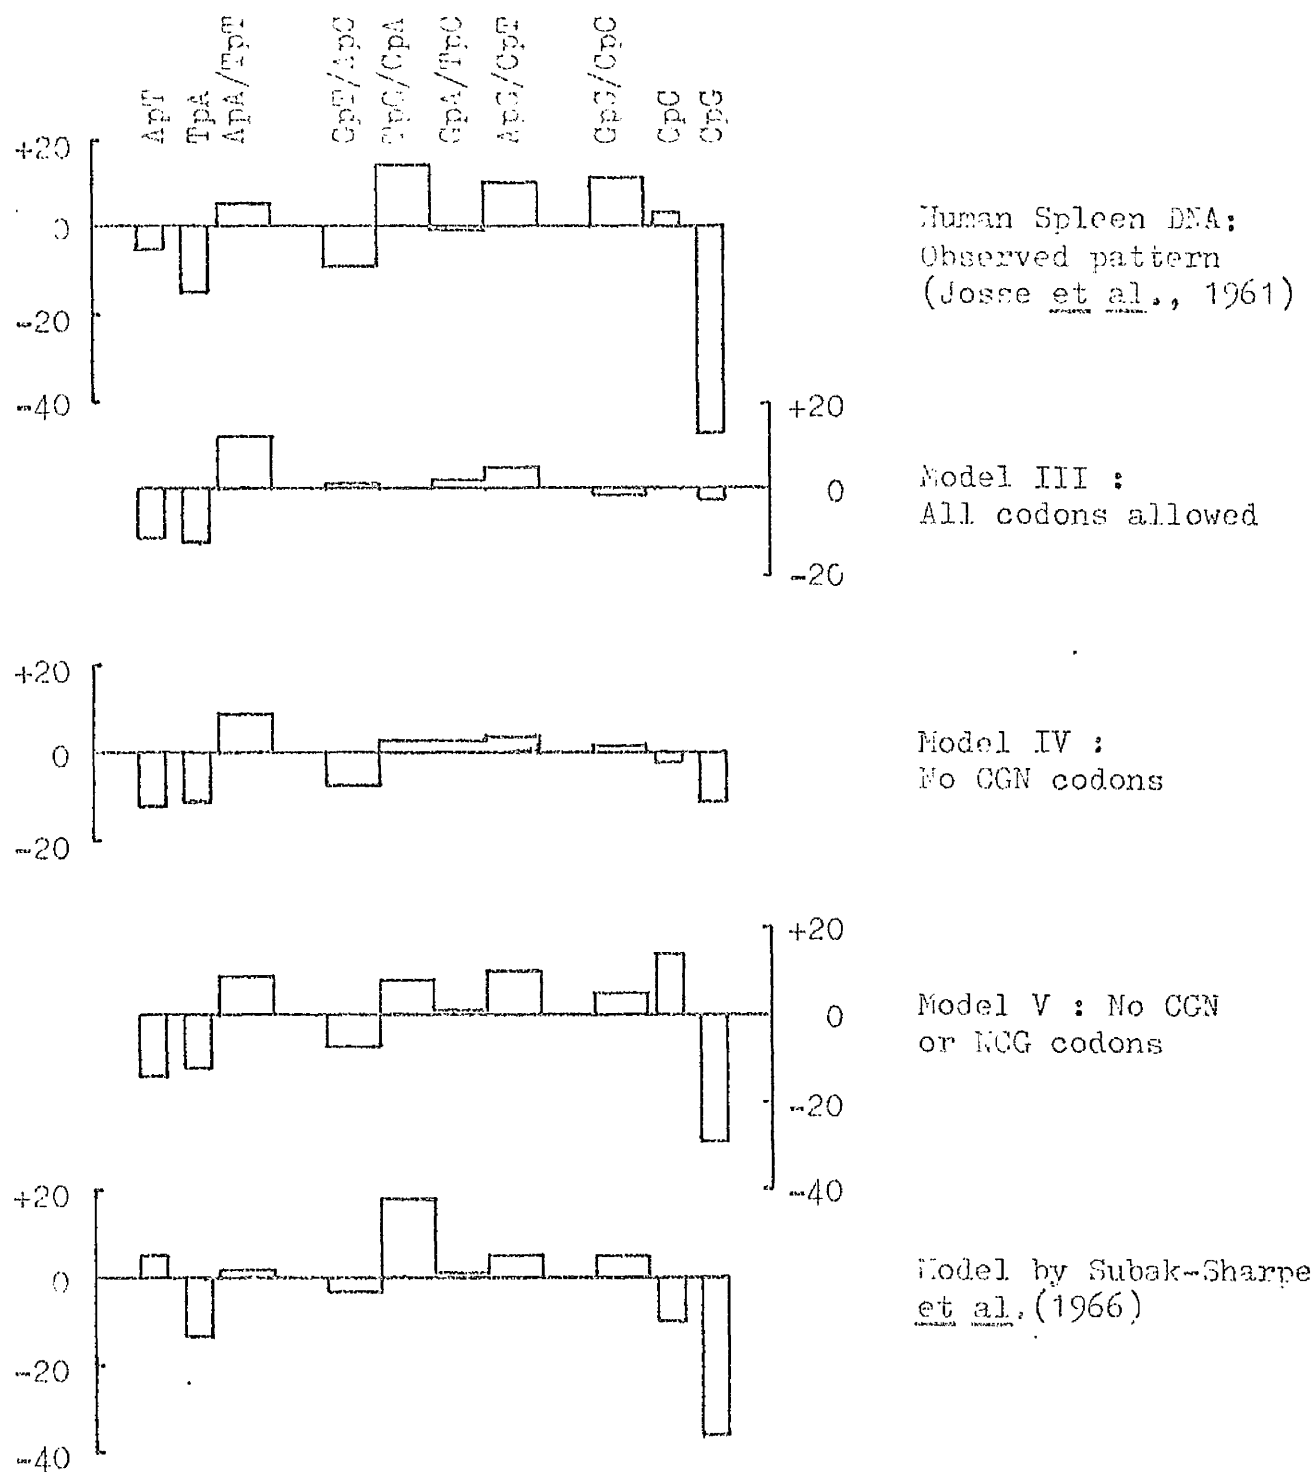 ApT
TpA
ApA/TpT
GpT/ApC
TpG/CpA
GpA/TpC
ApG/CpT
GpG/CpC
GpC
CpG
+20
0
-20
-40
Human Spleen DNA:
Observed pattern
(Josse et al., 1961)
+20
0
-20
Model III :
All codons allowed
+20
0
-20
Model IV :
No CGN codons
+20
0
-20
-40
Model V : No CGN
or NCG codons
+20
0
-20
-40
Model by Subak-Sharpe
et al.(1966)